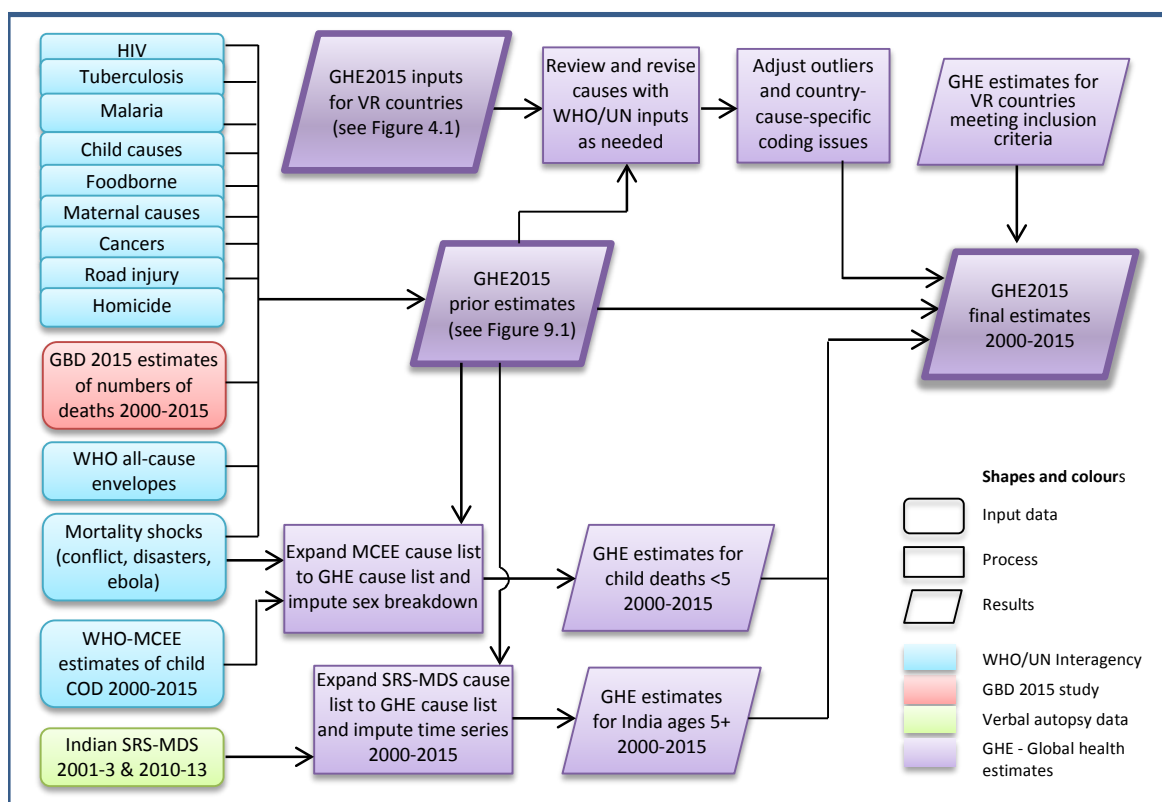 HIV
Tuberculosis
Malaria
Child causes
Foodborne
Maternal causes
Cancers
Road injury
Homicide
GBD 2015 estimates
of numbers of
deaths 2000-2015
WHO all-cause
envelopes
Mortality shocks
(conflict, disasters,
ebola)
WHO-MCEE
estimates of child
COD 2000-2015
Indian SRS-MDS
2001-3 & 2010-13
GHE2015 inputs
for VR countries
(see Figure 4.1)
Review and revise
causes with
WHO/UN inputs
as needed
Adjust outliers
and country-
cause-specific
coding issues
GHE estimates for
VR countries
meeting inclusion
criteria
GHE2015
prior estimates
(see Figure 9.1)
GHE2015
final estimates
2000-2015
Expand MCEE cause list
to GHE cause list and
impute sex breakdown
GHE estimates for
child deaths <5
2000-2015
Expand SRS-MDS cause
list to GHE cause list
and impute time series
2000-2015
GHE estimates
for India ages 5+
2000-2015
Shapes and colours
Input data
Process
Results
WHO/UN Interagency
GBD 2015 study
Verbal autopsy data
GHE - Global health
estimates